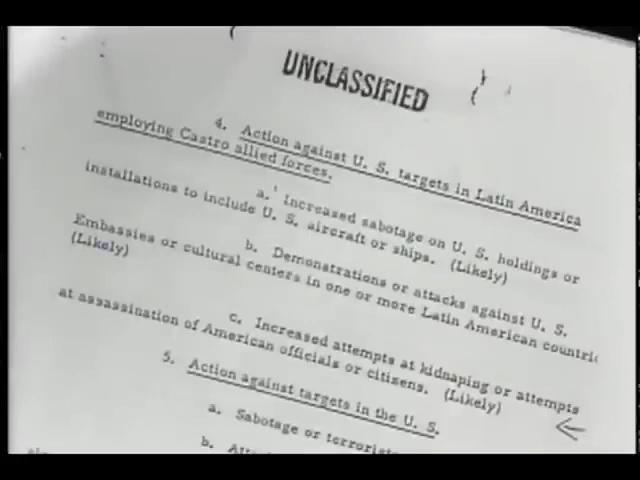 UNCLASSIFIED
4. Action against U. S. targets in Latin America
employing Castro allied forces.
a. Increased sabotage on U. S. holdings or
installations to include U. S. aircraft or ships. (Likely)
b. Demonstrations or attacks against U. S.
Embassies or cultural centers in one or more Latin American countri
(Likely)
c. Increased attempts at kidnaping or attempts
at assassination of American officials or citizens. (Likely)
5. Action against targets in the U. S.
a. Sabotage or terrorist
b.